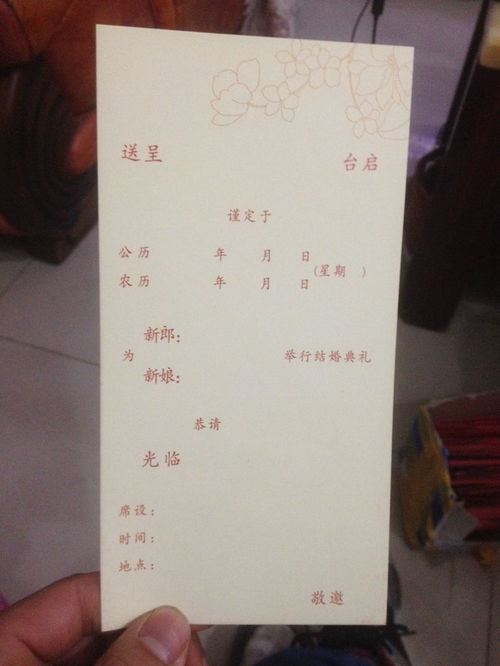 送呈 台启
谨定于
公历 年 月 日
(星期 )
农历 年 月 日
新郎：
为 举行结婚典礼
新娘：
恭请
光临
席设：
时间：
地点：
敬邀